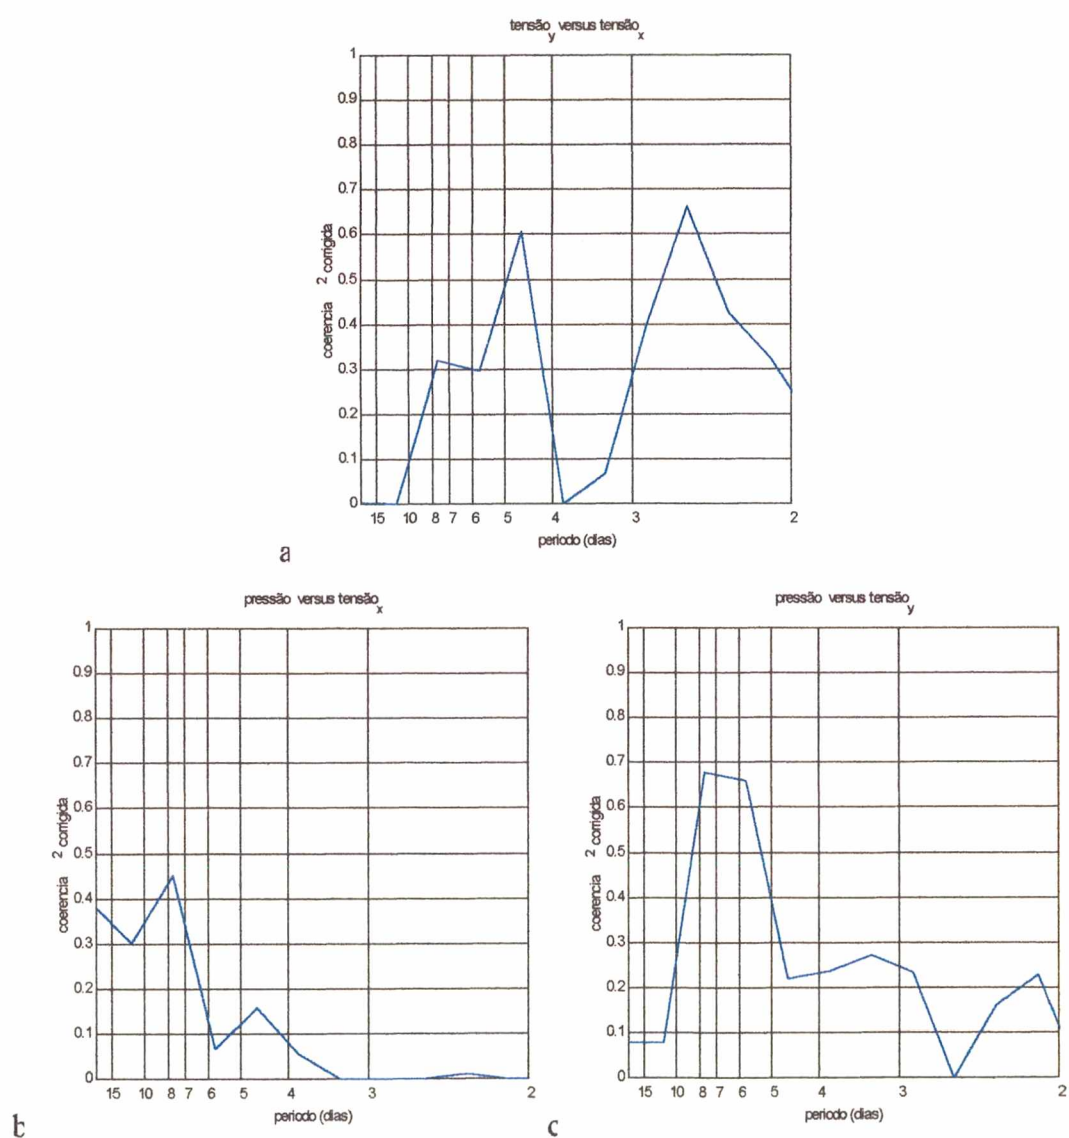 tensão y versus tensão x
1
0.9
0.8
0.7
0.6
0.5
0.4
0.3
0.2
0.1
0
coerencia 2 corrigida
15 10 8 7 6 5 4 3 2
periodo (dias)
a
pressão versus tensão x
1
0.9
0.8
0.7
0.6
0.5
0.4
0.3
0.2
0.1
0
coerencia 2 corrigida
15 10 8 7 6 5 4 3 2
periodo (dias)
b
pressão versus tensão y
1
0.9
0.8
0.7
0.6
0.5
0.4
0.3
0.2
0.1
0
coerencia 2 corrigida
15 10 8 7 6 5 4 3 2
periodo (dias)
c